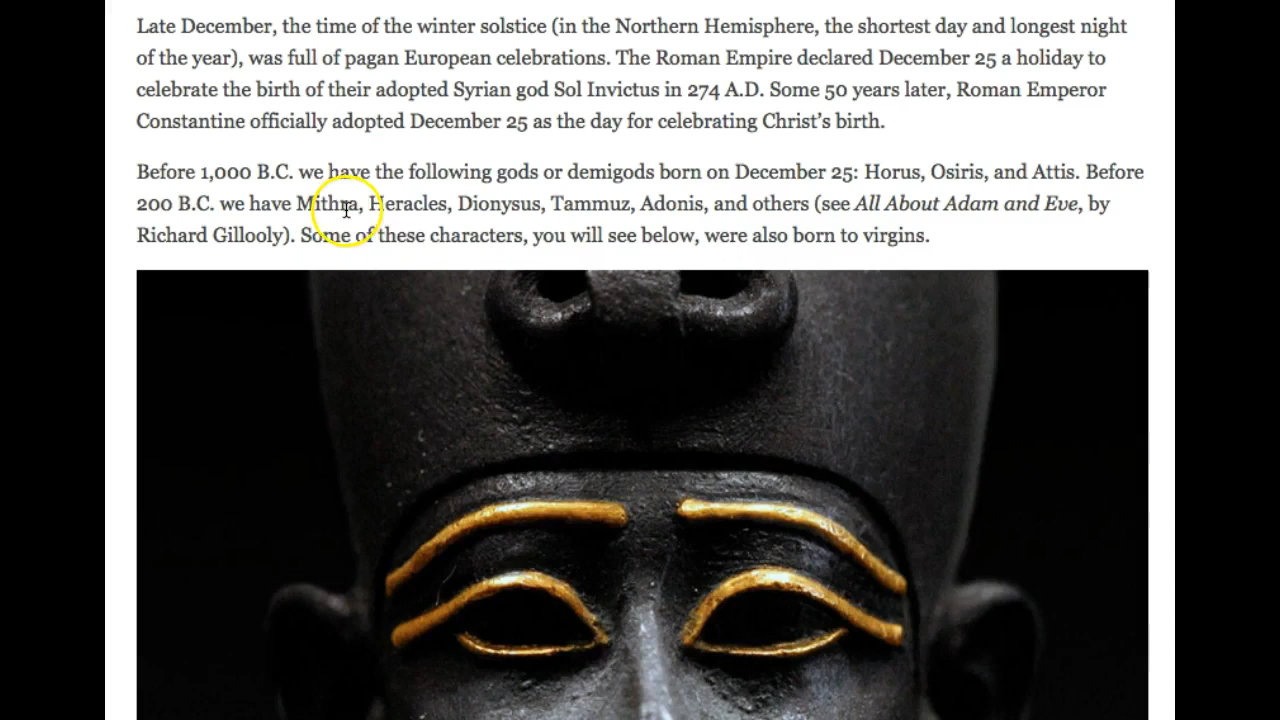 Late December, the time of the winter solstice (in the Northern Hemisphere, the shortest day and longest night
of the year), was full of pagan European celebrations. The Roman Empire declared December 25 a holiday to
celebrate the birth of their adopted Syrian god Sol Invictus in 274 A.D. Some 50 years later, Roman Emperor
Constantine officially adopted December 25 as the day for celebrating Christ's birth.
Before 1,000 B.C. we have the following gods or demigods born on December 25: Horus, Osiris, and Attis. Before
200 B.C. we have Mithra, Heracles, Dionysus, Tammuz, Adonis, and others (see All About Adam and Eve, by
Richard Gillooly). Some of these characters, you will see below, were also born to virgins.